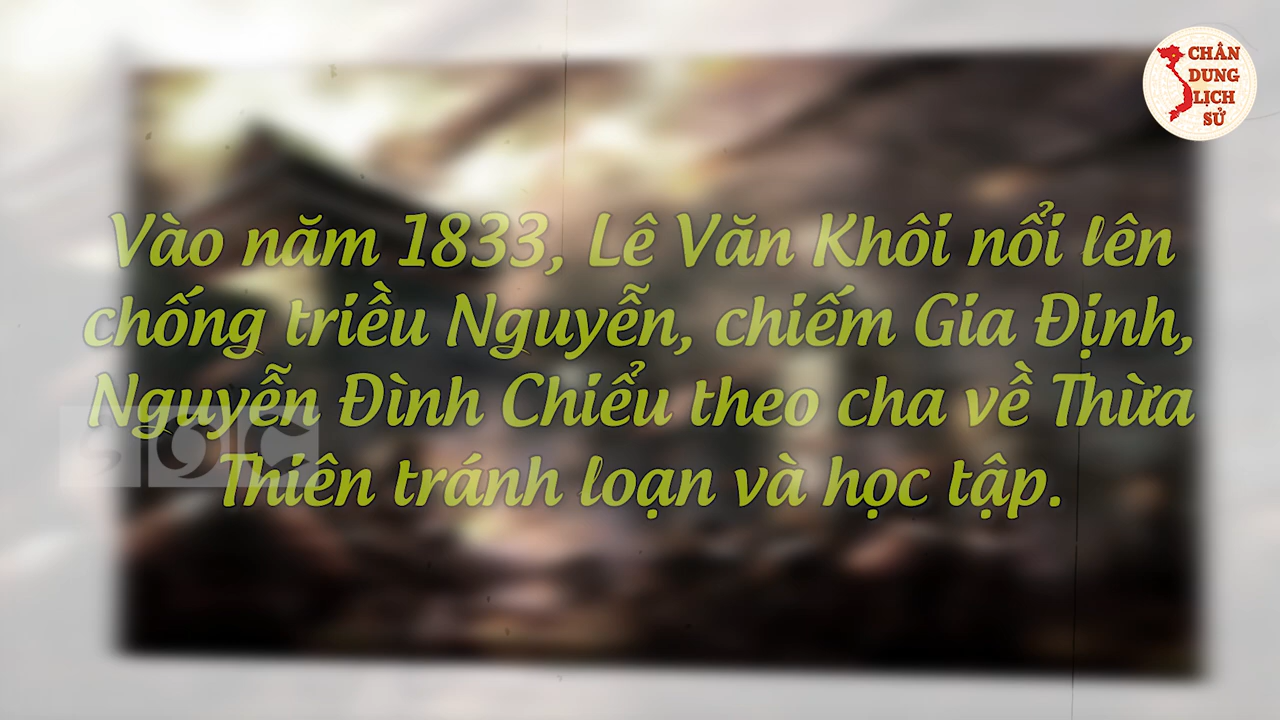 CHÂN
DUNG
LỊCH
SỬ
Vào năm 1833, Lê Văn Khôi nổi lên
chống triều Nguyễn, chiếm Gia Định,
Nguyễn Đình Chiểu theo cha về Thừa
Thiên tránh loạn và học tập.